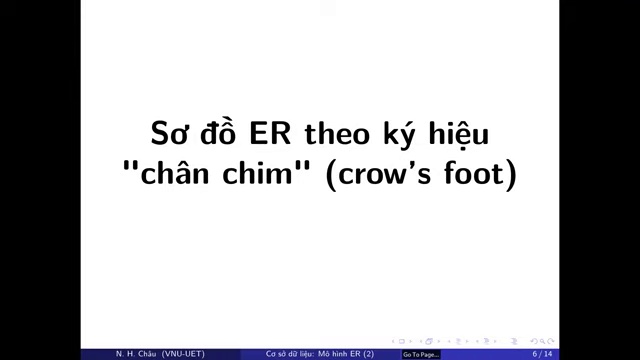 Sơ đồ ER theo ký hiệu
"chân chim" (crow's foot)
N. H. Châu (VNU-UET) Cơ sở dữ liệu: Mô hình ER (2) Go To Page... 6 / 14